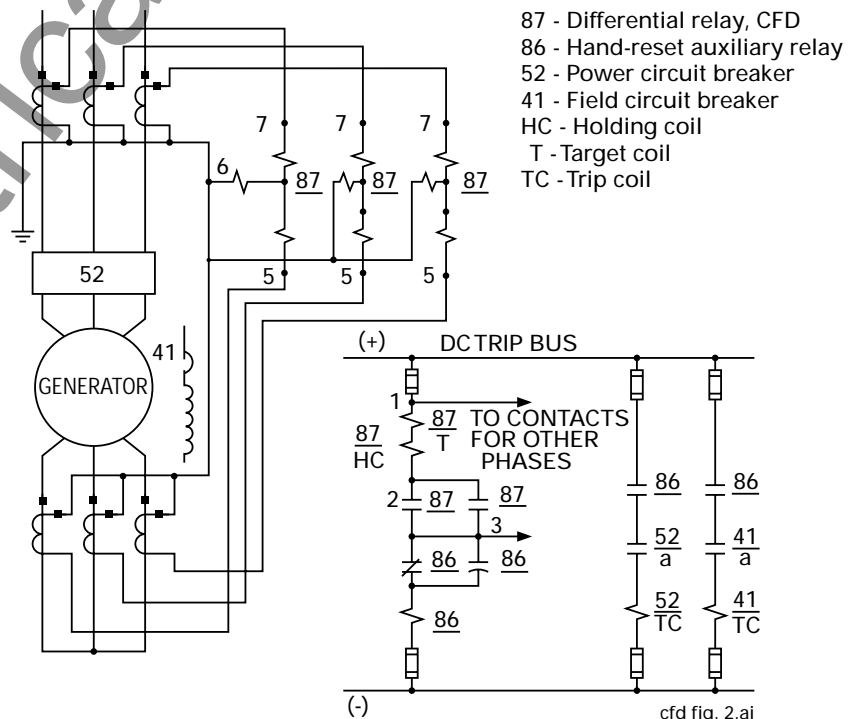 87 - Differential relay, CFD
86 - Hand-reset auxiliary relay
52 - Power circuit breaker
41 - Field circuit breaker
HC - Holding coil
T - Target coil
TC - Trip coil
7
7
7
6
87
87
87
5
5
5
52
41
GENERATOR
(+)
DC TRIP BUS
1
87
HC
87
T
TO CONTACTS
FOR OTHER
PHASES
2
87
87
3
86
86
86
86
52
a
52
TC
86
41
a
41
TC
(-)
cfd fig. 2.ai